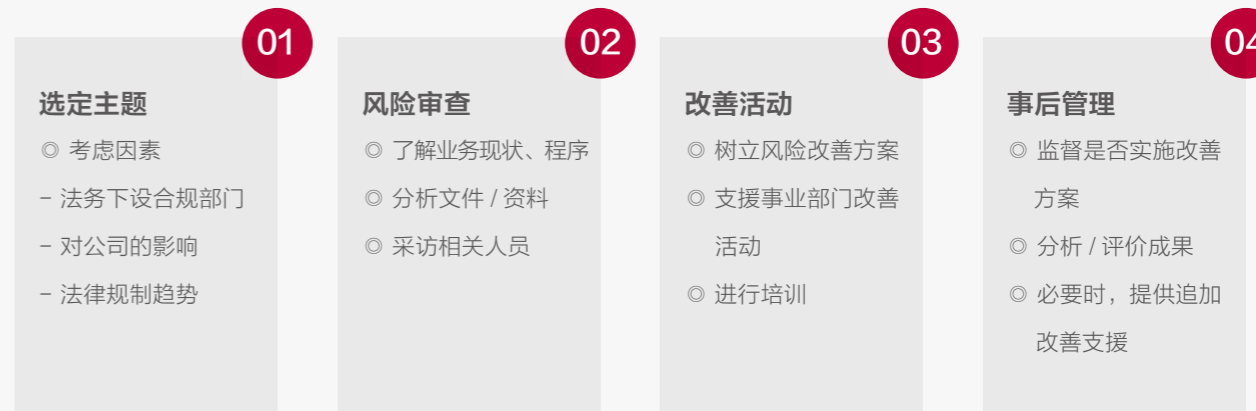 01
选定主题
◎ 考虑因素
– 法务下设合规部门
– 对公司的影响
– 法律规制趋势
02
风险审查
◎ 了解业务现状、程序
◎ 分析文件 / 资料
◎ 采访相关人员
03
改善活动
◎ 树立风险改善方案
◎ 支援事业部门改善
活动
◎ 进行培训
04
事后管理
◎ 监督是否实施改善
方案
◎ 分析 / 评价成果
◎ 必要时，提供追加
改善支援